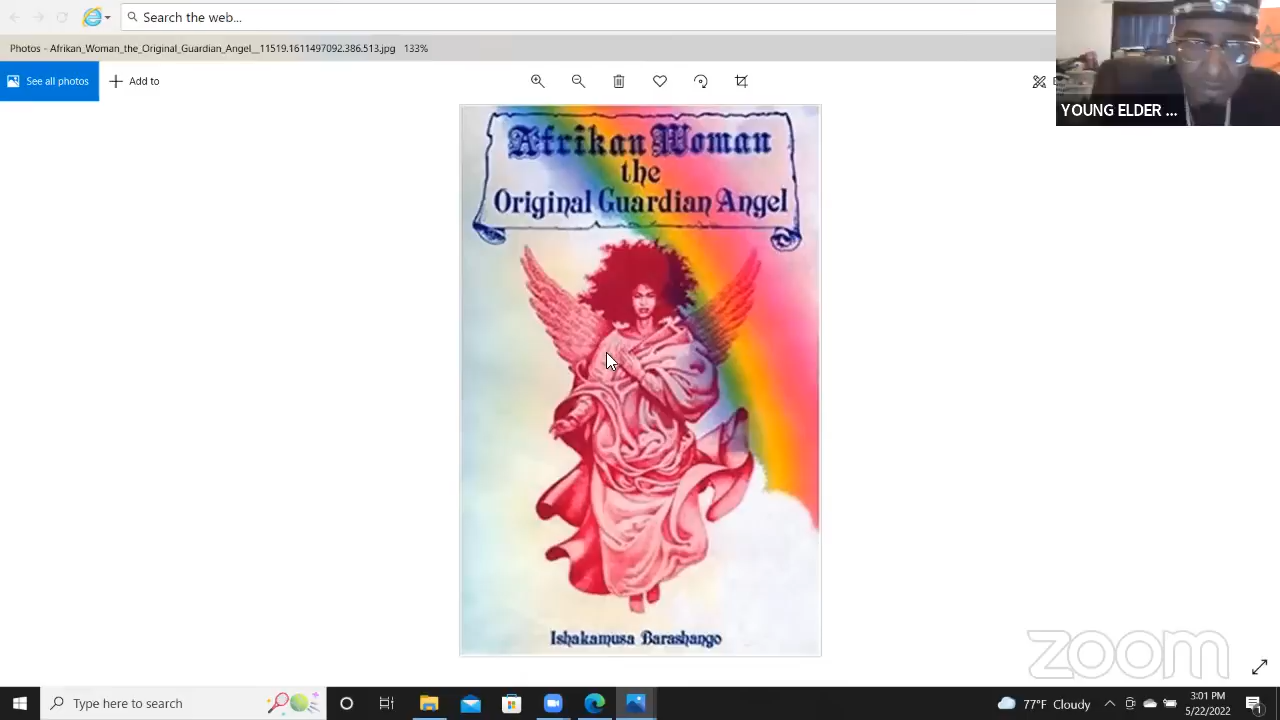 Search the web...
Photos - Afrikan_Woman_the_Original_Guardian_Angel__11519.1611497092.386.513.jpg 133%
See all photos
Add to
YOUNG ELDER ...
Afrikan Woman
the
Original Guardian Angel
Ishakamusa Barashango
zoom
Type here to search
77°F Cloudy
3:01 PM
5/22/2022
1